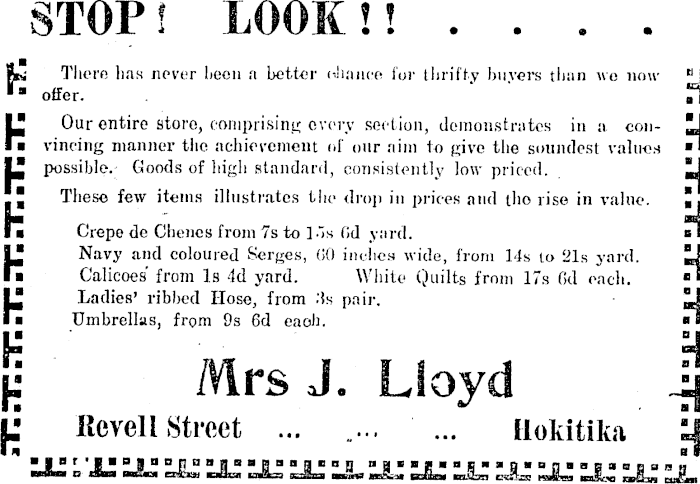 STOP! LOOK!! . . . .
There has never been a better chance for thrifty buyers than we now
offer.
Our entire store, comprising every section, demonstrates in a con-
vincing manner the achievement of our aim to give the soundest values
possible. Goods of high standard, consistently low priced.
These few items illustrates the drop in prices and the rise in value.
Crepe de Chenes from 7s to 15s 6d yard.
Navy and coloured Serges, 60 inches wide, from 14s to 21s yard.
Calicoes from 1s 4d yard. White Quilts from 17s 6d each.
Ladies' ribbed Hose, from 3s pair.
Umbrellas, from 9s 6d each.
Mrs J. Lloyd
Revell Street ... ... ... Hokitika